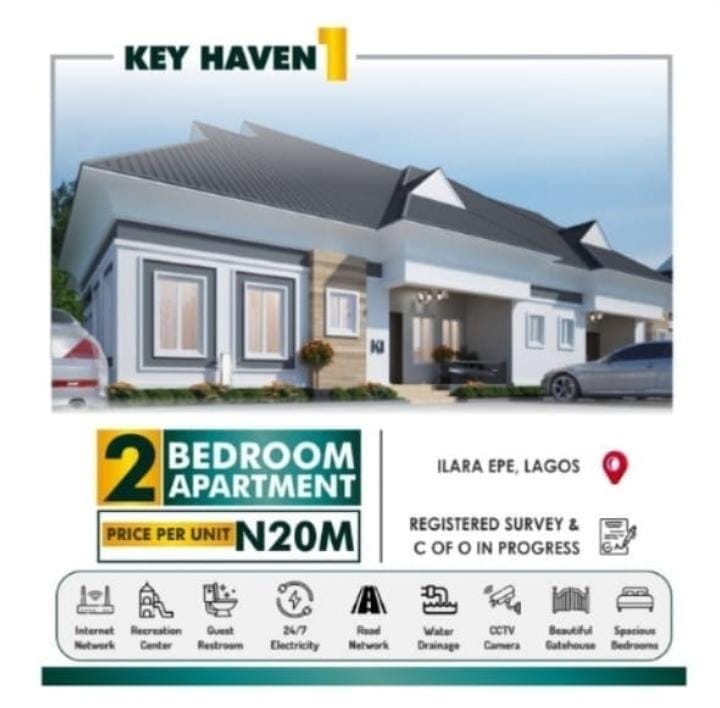 KEY HAVEN 1
2 BEDROOM
APARTMENT
PRICE PER UNIT N20M
ILARA EPE, LAGOS
REGISTERED SURVEY &
C OF O IN PROGRESS
Internet
Network
Recreation
Center
Guest
Restroom
24/7
Electricity
Road
Network
Water
Drainage
CCTV
Camera
Beautiful
Gatehouse
Spacious
Bedrooms